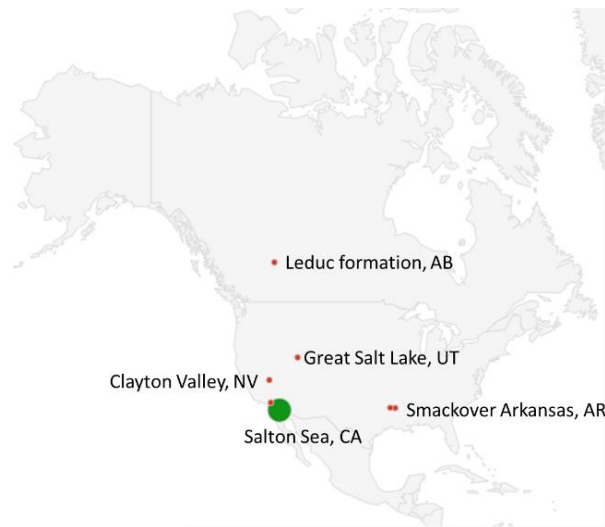 Leduc formation, AB
Great Salt Lake, UT
Clayton Valley, NV
Smackover Arkansas, AR
Salton Sea, CA